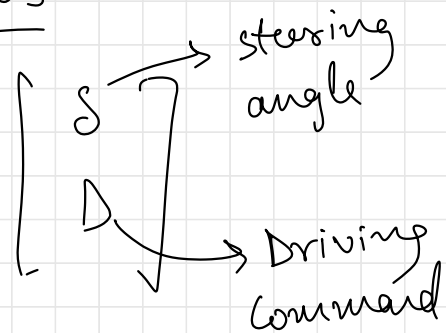 δ
steering
angle
D
Driving
Command